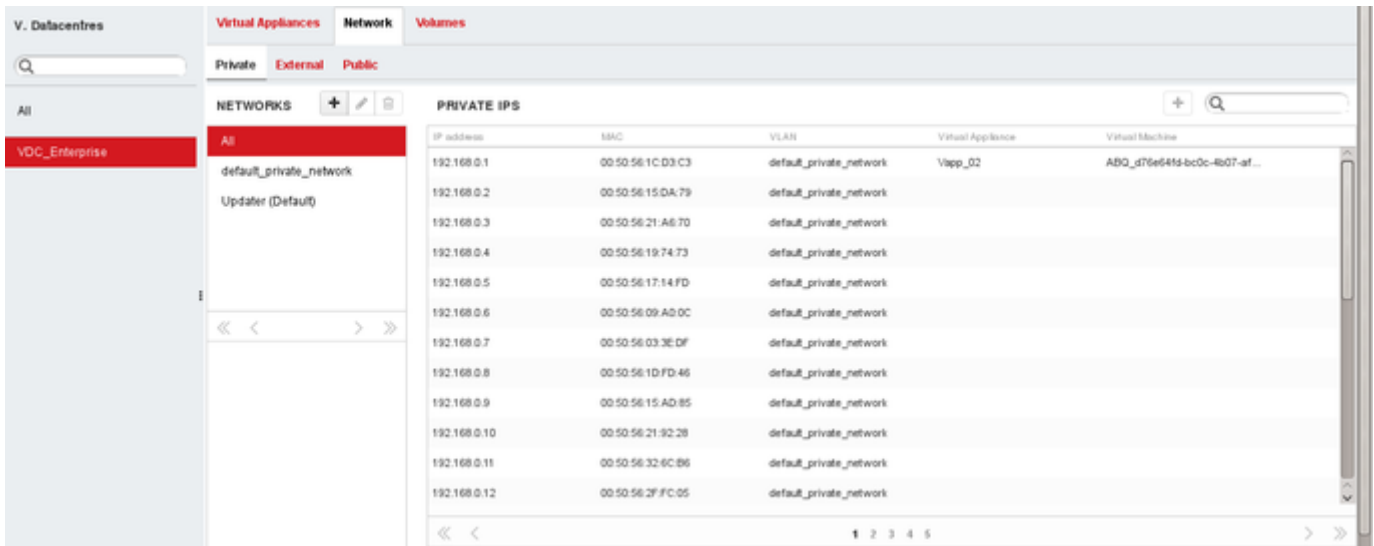 V. Datacentres
All
VDC_Enterprise
Virtual Appliances Network Volumes
Private External Public
NETWORKS
All
default_private_network
Updater (Default)
PRIVATE IPS
IP address MAC VLAN Virtual Appliance Virtual Machine
192.168.0.1 00:50:56:1C:D3:C3 default_private_network Vapp_02 ABQ_d76e64fd-bc0c-4b07-af...
192.168.0.2 00:50:56:15:DA:79 default_private_network
192.168.0.3 00:50:56:21:A6:70 default_private_network
192.168.0.4 00:50:56:19:74:73 default_private_network
192.168.0.5 00:50:56:17:14:FD default_private_network
192.168.0.6 00:50:56:09:A0:0C default_private_network
192.168.0.7 00:50:56:03:3E:DF default_private_network
192.168.0.8 00:50:56:1D:FD:46 default_private_network
192.168.0.9 00:50:56:15:AD:85 default_private_network
192.168.0.10 00:50:56:21:92:28 default_private_network
192.168.0.11 00:50:56:32:6C:B6 default_private_network
192.168.0.12 00:50:56:2F:FC:05 default_private_network
1 2 3 4 5